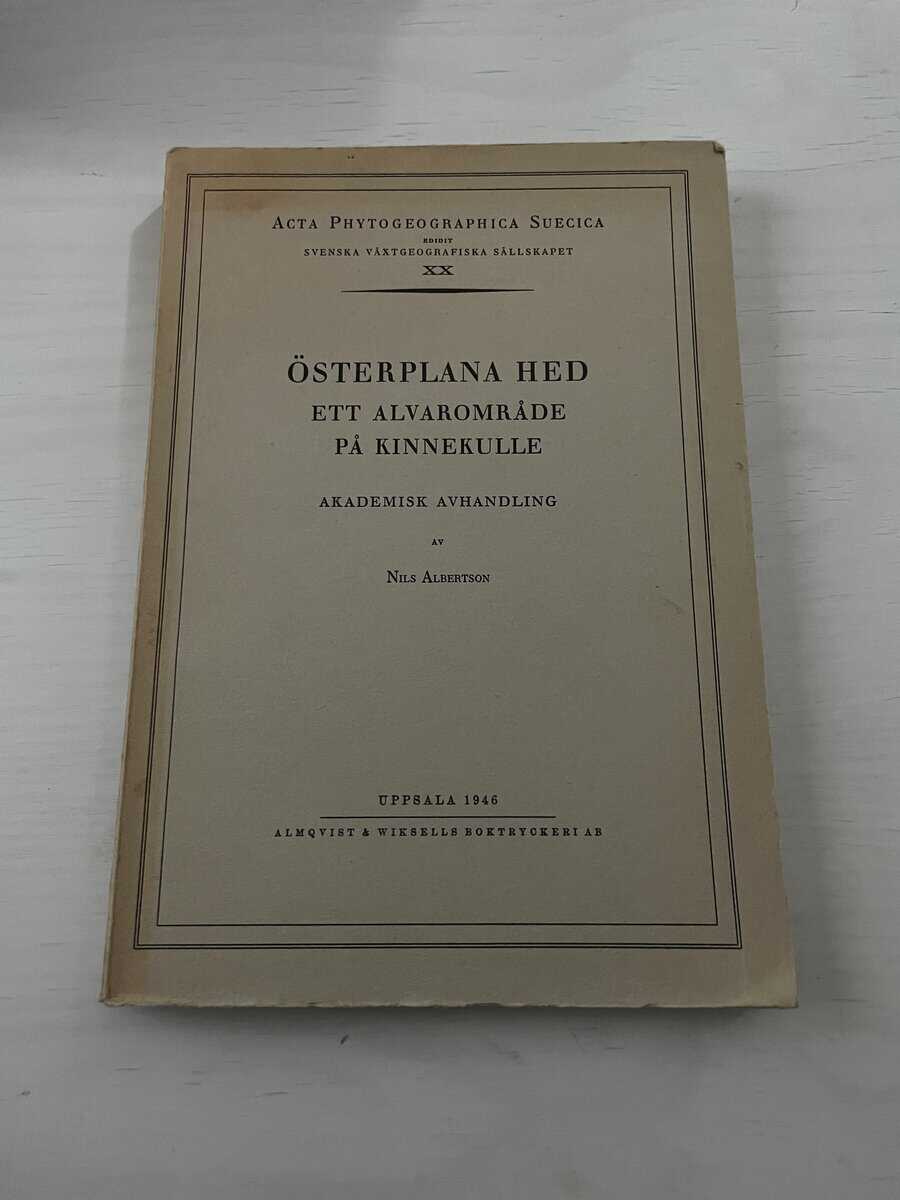 ACTA PHYTOGEOGRAPHICA SUECICA
EDIDIT
SVENSKA VÄXTGEOGRAFISKA SÄLLSKAPET
XX
ÖSTERPLANA HED
ETT ALVAROMRÅDE
PÅ KINNEKULLE
AKADEMISK AVHANDLING
AV
NILS ALBERTSON
UPPSALA 1946
ALMQVIST & WIKSELLS BOKTRYCKERI AB